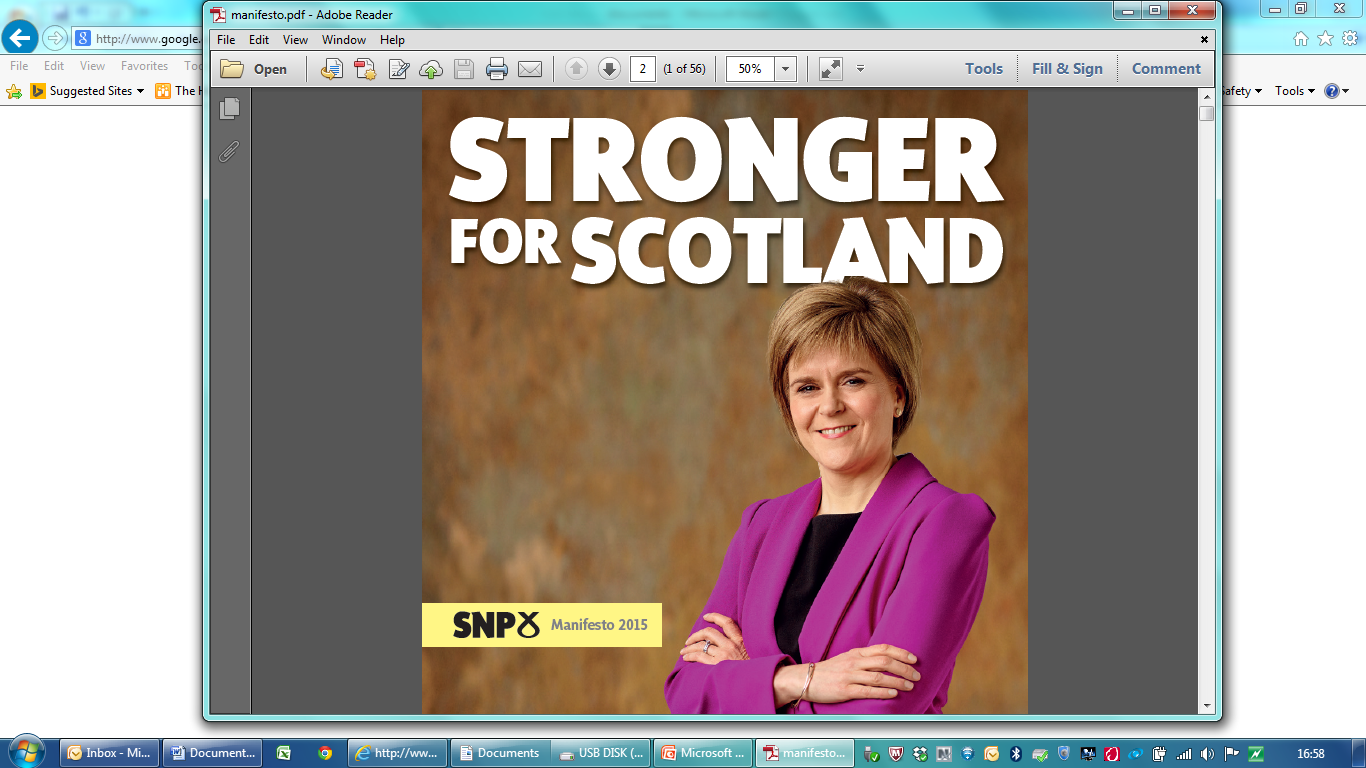 manifesto.pdf - Adobe Reader
File Edit View Window Help
http://www.google.
Open 2 (1 of 56) 50% Tools Fill & Sign Comment
File Edit View Favorites
Suggested Sites
Tools
STRONGER
FOR SCOTLAND
SNP Manifesto 2015
Inbox - Mi... Document... http://ww... Documents USB DISK (... Microsoft ... manifesto... 16:58